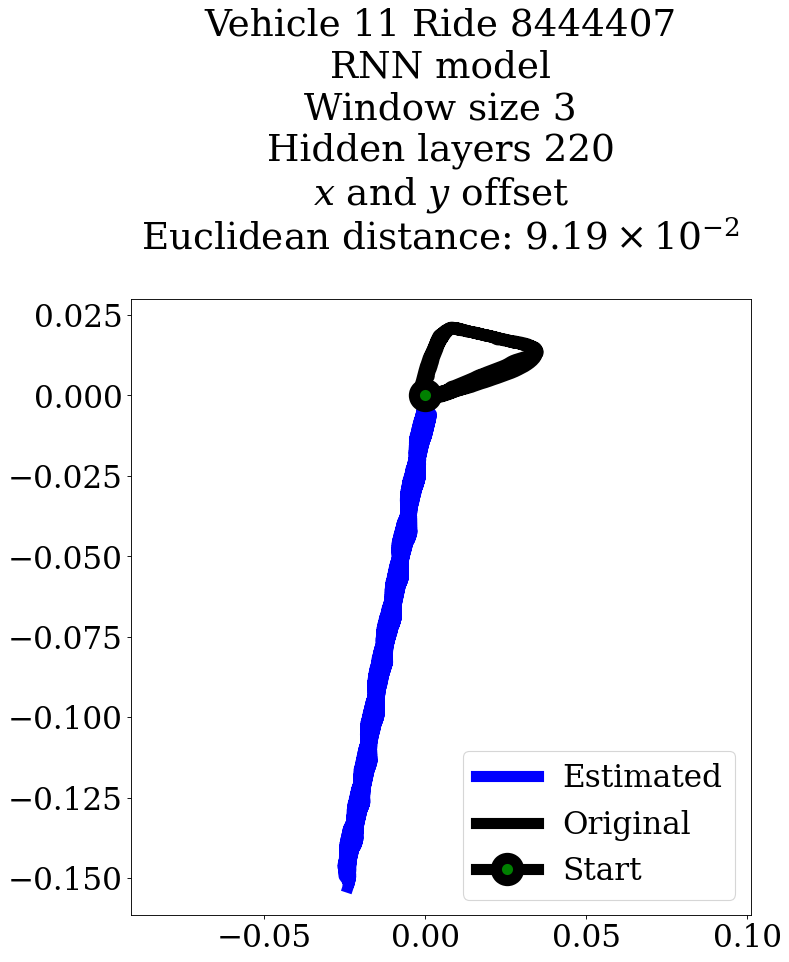 Vehicle 11 Ride 8444407
RNN model
Window size 3
Hidden layers 220
x and y offset
Euclidean distance: 9.19 × 10⁻²
0.025
0.000
−0.025
−0.050
−0.075
−0.100
−0.125
−0.150
Estimated
Original
Start
−0.05 0.00 0.05 0.10